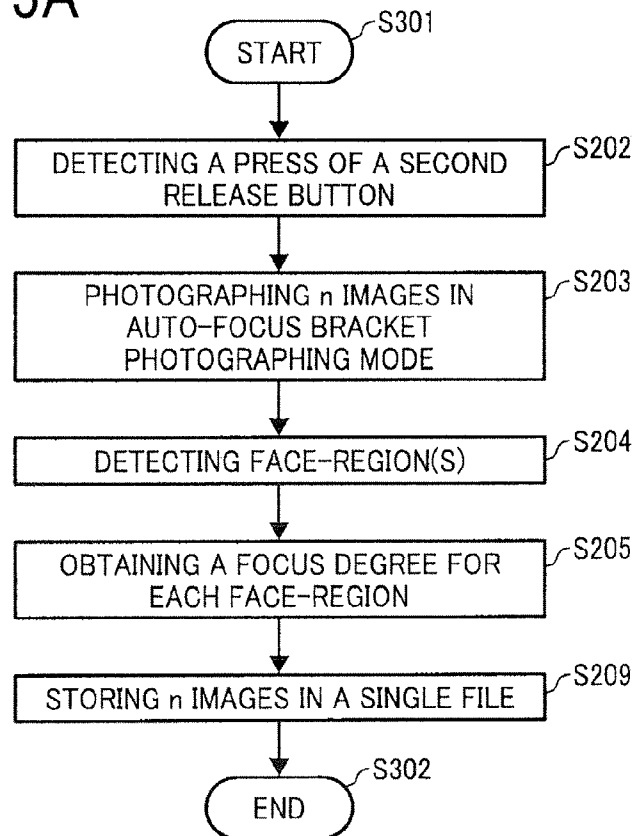 START
S301
DETECTING A PRESS OF A SECOND
RELEASE BUTTON
S202
PHOTOGRAPHING n IMAGES IN
AUTO-FOCUS BRACKET
PHOTOGRAPHING MODE
S203
DETECTING FACE-REGION(S)
S204
OBTAINING A FOCUS DEGREE FOR
EACH FACE-REGION
S205
STORING n IMAGES IN A SINGLE FILE
S209
END
S302